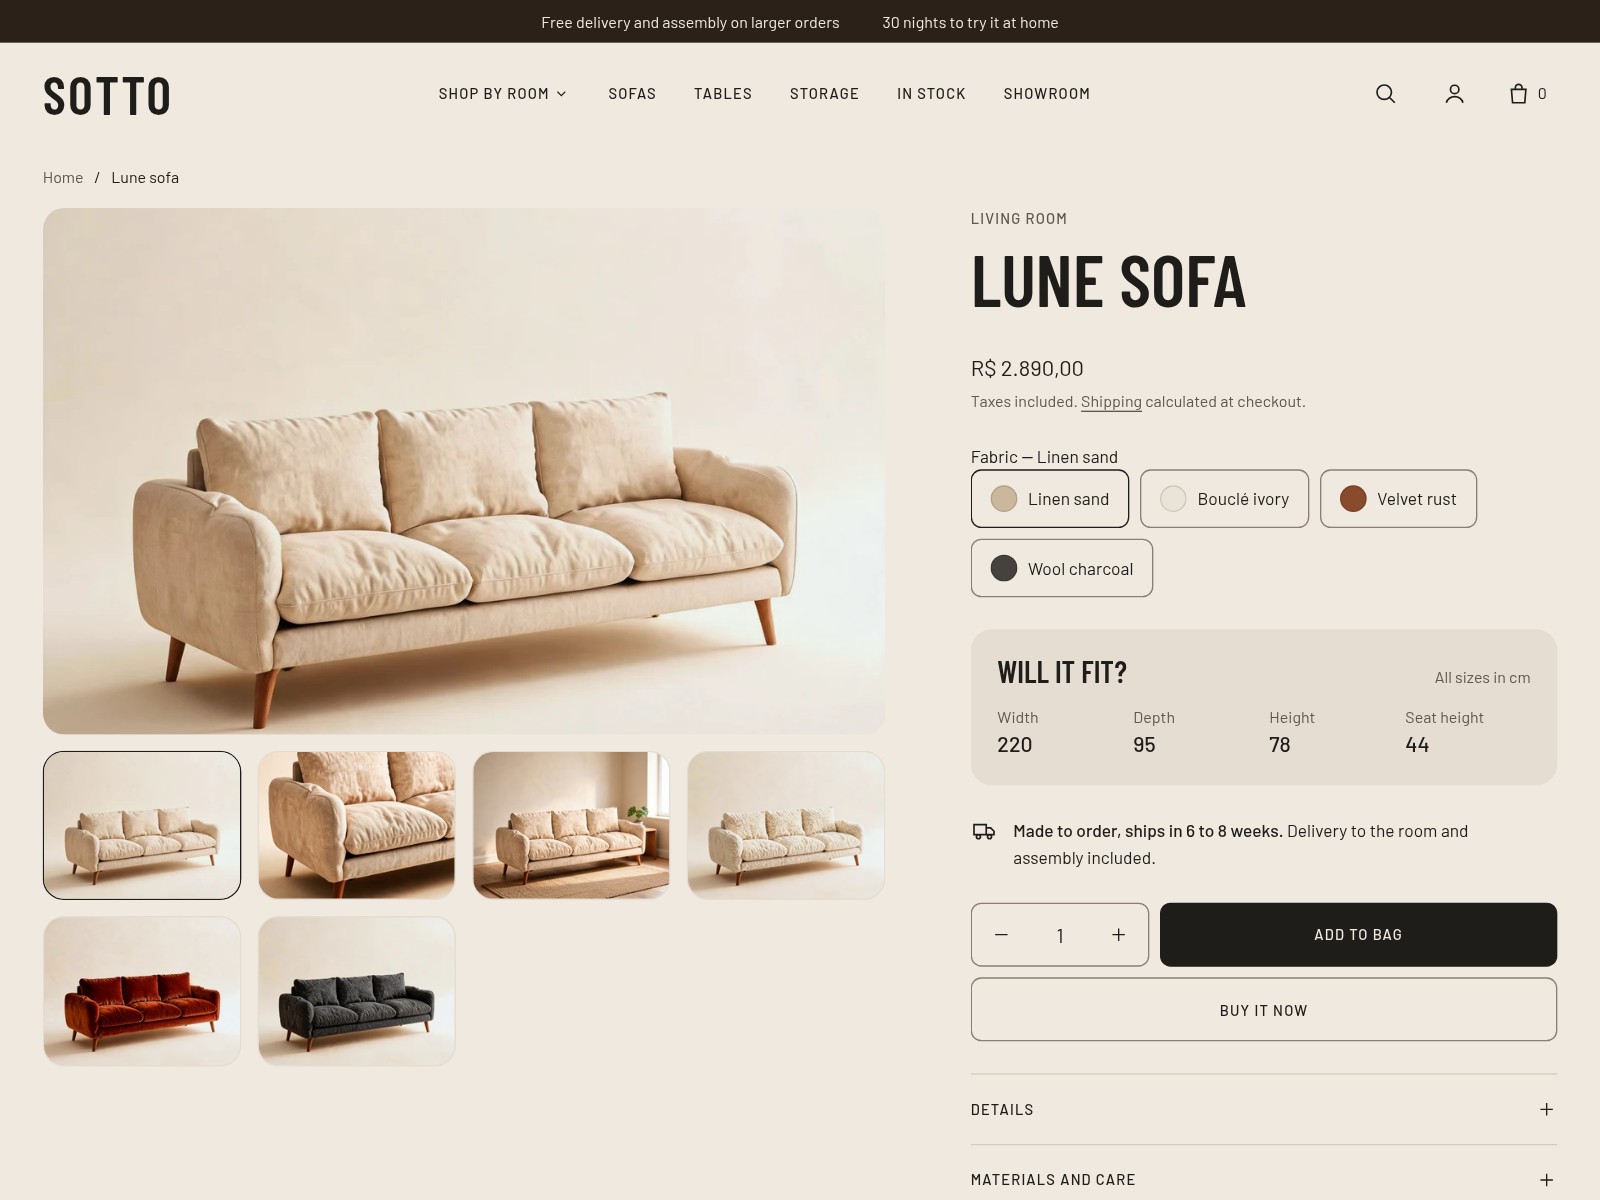 Free delivery and assembly on larger orders
30 nights to try it at home
SOTTO
SHOP BY ROOM
SOFAS
TABLES
STORAGE
IN STOCK
SHOWROOM
0
Home / Lune sofa
LIVING ROOM
LUNE SOFA
R$ 2.890,00
Taxes included. Shipping calculated at checkout.
Fabric — Linen sand
Linen sand
Bouclé ivory
Velvet rust
Wool charcoal
WILL IT FIT?
All sizes in cm
Width
Depth
Height
Seat height
220
95
78
44
Made to order, ships in 6 to 8 weeks. Delivery to the room and
assembly included.
1
ADD TO BAG
BUY IT NOW
DETAILS
MATERIALS AND CARE